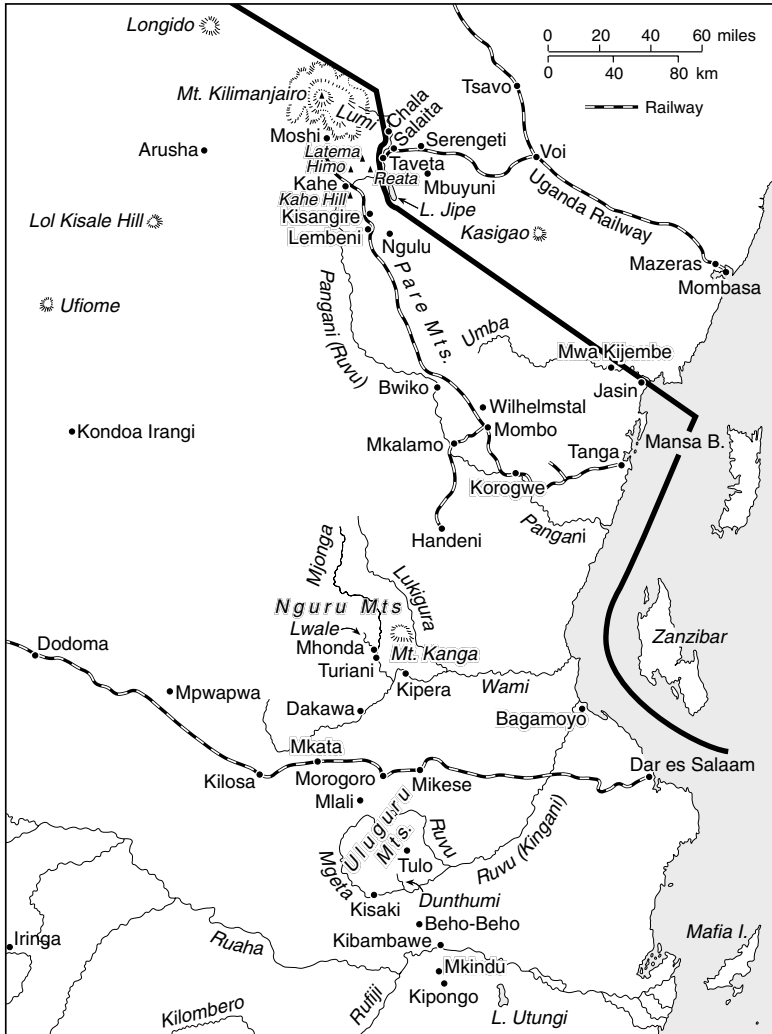 Longido
0 20 40 60 miles
0 40 80 km
Railway
Tsavo
Mt. Kilimanjairo
Lumi
Chala
Salaita
Moshi
Serengeti
Voi
Arusha
Latema
Himo
Taveta
Reata
Mbuyuni
Kahe
Kahe Hill
L. Jipe
Uganda Railway
Lol Kisale Hill
Kisangire
Lembeni
Ngulu
Kasigao
Mazeras
Mombasa
Ufiome
Pangani (Ruvu)
Pare Mts.
Umba
Mwa Kijembe
Jasin
Bwiko
Wilhelmstal
Kondoa Irangi
Mkalamo
Mombo
Tanga
Mansa B.
Korogwe
Pangani
Handeni
Mjonga
Lukigura
Nguru Mts
Lwale
Mhonda
Mt. Kanga
Turiani
Zanzibar
Dodoma
Mpwapwa
Kipera
Wami
Dakawa
Bagamoyo
Mkata
Kilosa
Morogoro
Mikese
Dar es Salaam
Mlali
Uluguru
Mts.
Ruvu
Ruvu (Kingani)
Mgeta
Tulo
Dunthumi
Kisaki
Beho-Beho
Iringa
Ruaha
Kibambawe
Mafia I.
Mkindu
Kipongo
Rufiji
L. Utungi
Kilombero